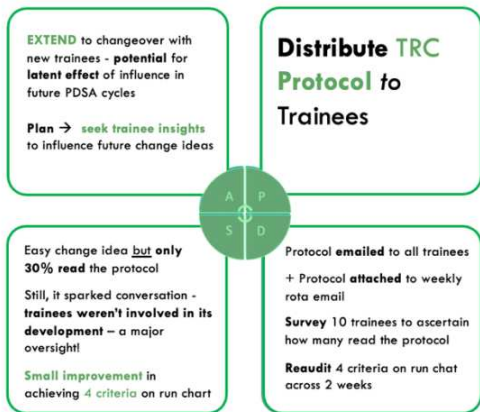 EXTEND to changeover with
new trainees - potential for
latent effect of influence in
future PDSA cycles
Plan → seek trainee insights
to influence future change ideas
Distribute TRC
Protocol to
Trainees
A P
S D
Easy change idea but only
30% read the protocol
Still, it sparked conversation -
trainees weren't involved in its
development – a major
oversight!
Small improvement in
achieving 4 criteria on run chart
Protocol emailed to all trainees
+ Protocol attached to weekly
rota email
Survey 10 trainees to ascertain
how many read the protocol
Reaudit 4 criteria on run chat
across 2 weeks